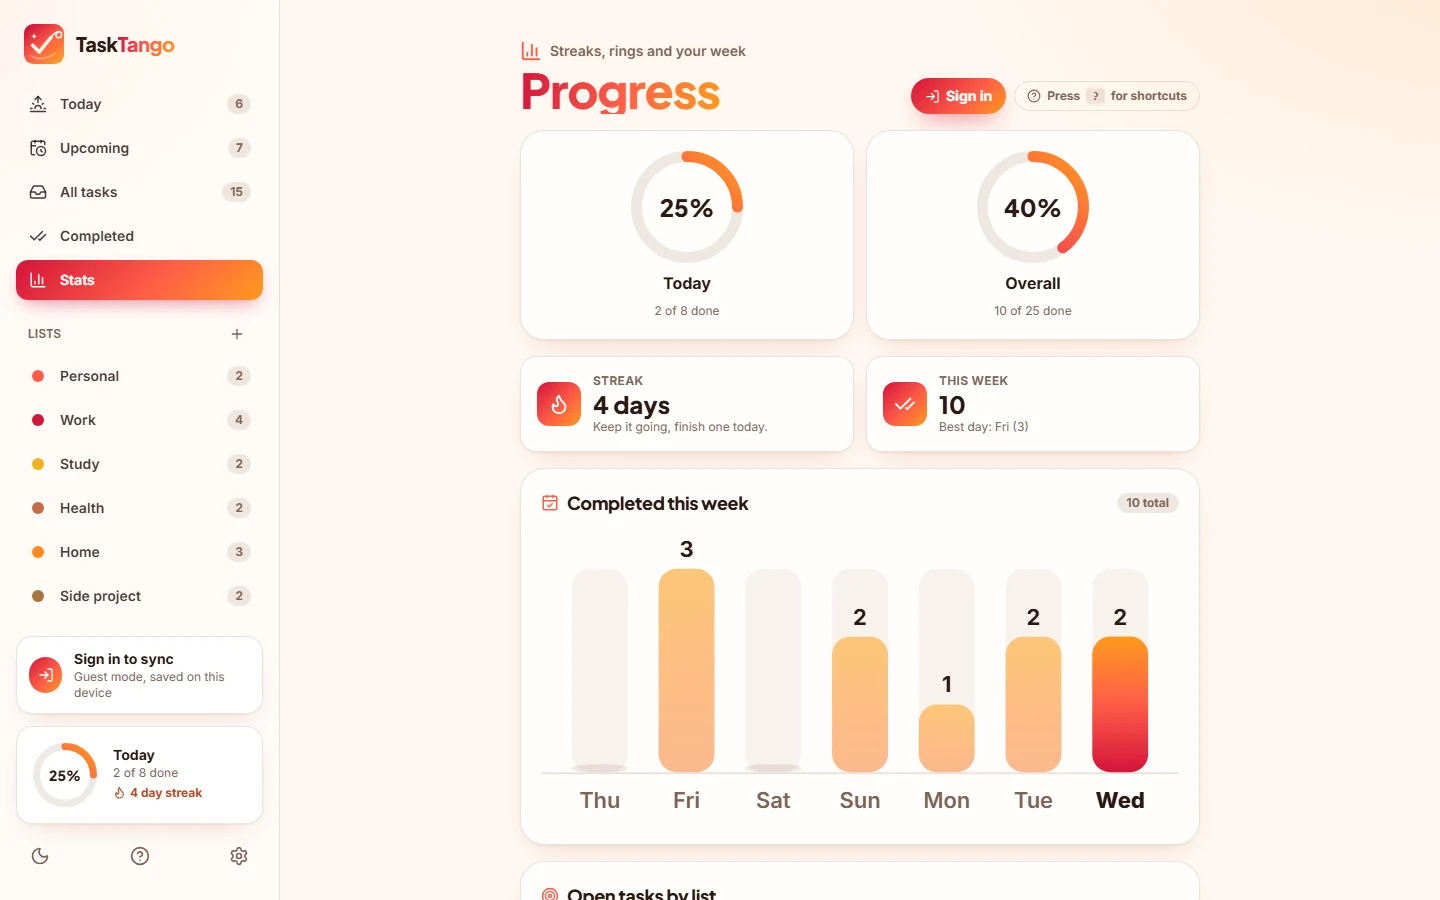 TaskTango
Today 6
Upcoming 7
All tasks 15
Completed
Stats
LISTS
Personal 2
Work 4
Study 2
Health 2
Home 3
Side project 2
Sign in to sync
Guest mode, saved on this
device
25%
Today
2 of 8 done
4 day streak
Streaks, rings and your week
Progress
Sign in
Press ? for shortcuts
25%
Today
2 of 8 done
40%
Overall
10 of 25 done
STREAK
4 days
Keep it going, finish one today.
THIS WEEK
10
Best day: Fri (3)
Completed this week
10 total
3
2
1
2
2
Thu Fri Sat Sun Mon Tue Wed
Open tasks by list